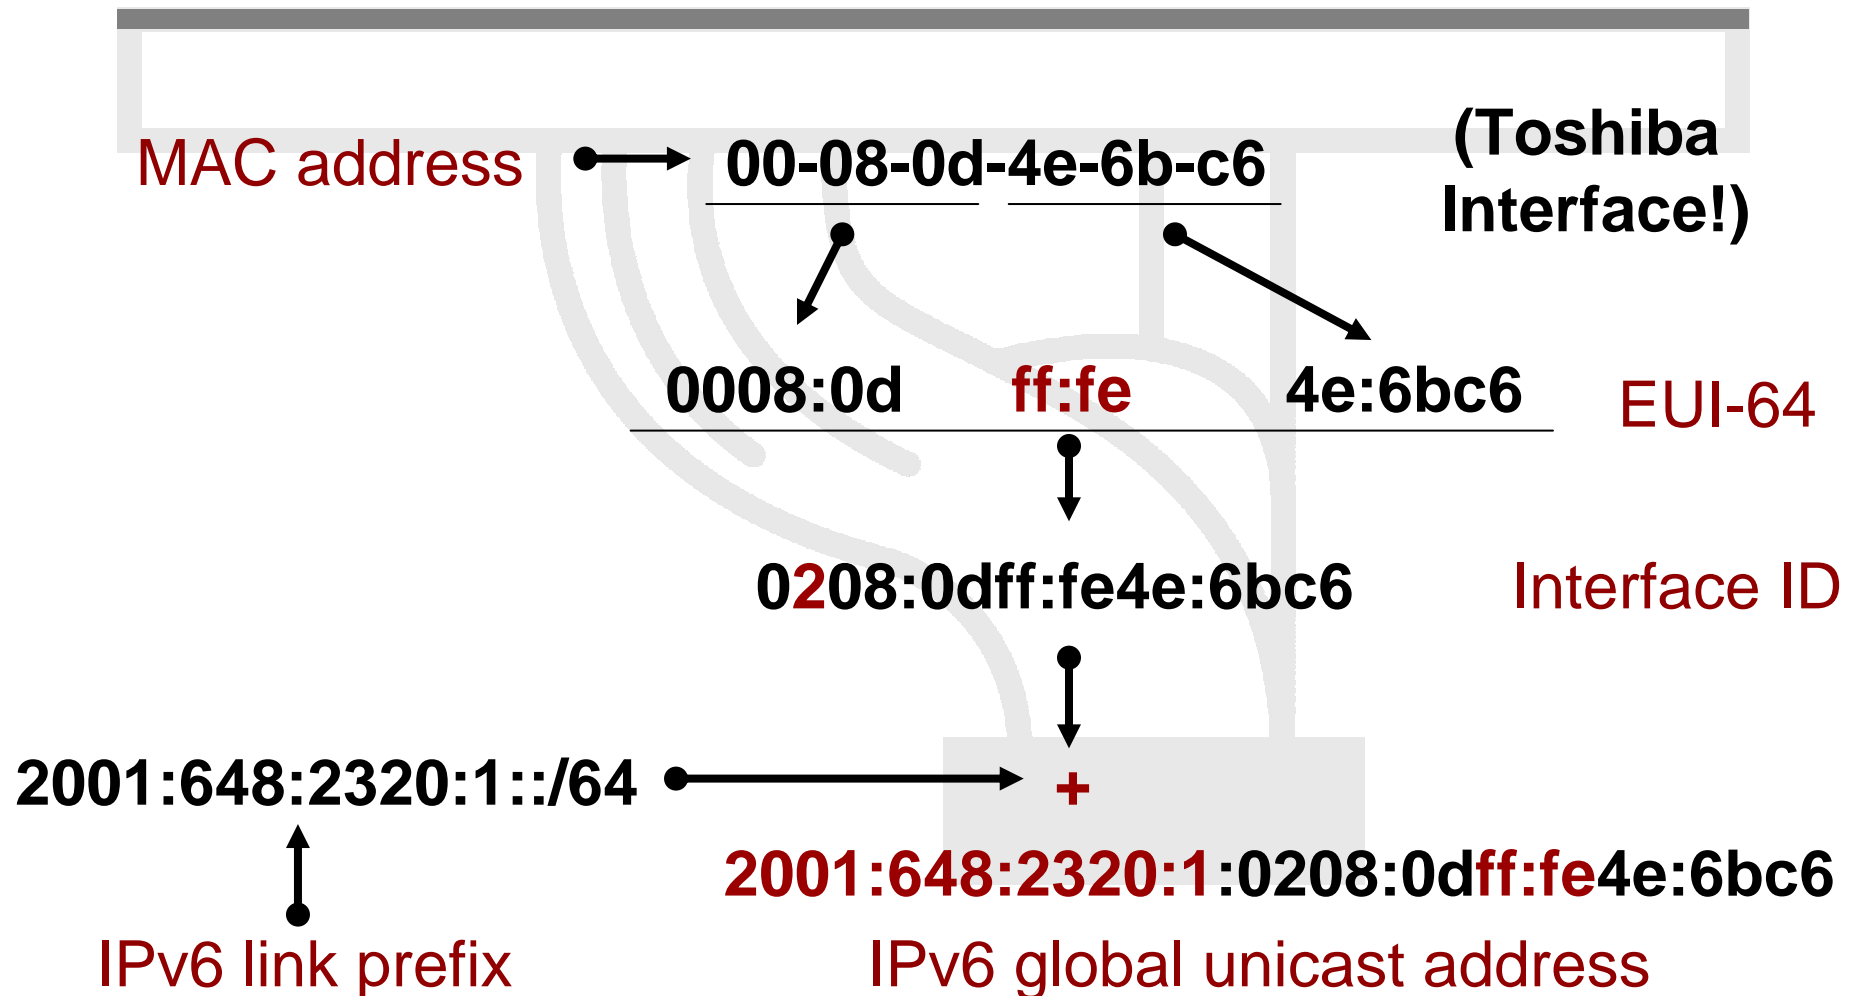 MAC address 00-08-0d-4e-6b-c6 (Toshiba
Interface!)
0008:0d ff:fe 4e:6bc6 EUI-64
0208:0dff:fe4e:6bc6 Interface ID
2001:648:2320:1::/64 +
2001:648:2320:1:0208:0dff:fe4e:6bc6
IPv6 link prefix IPv6 global unicast address